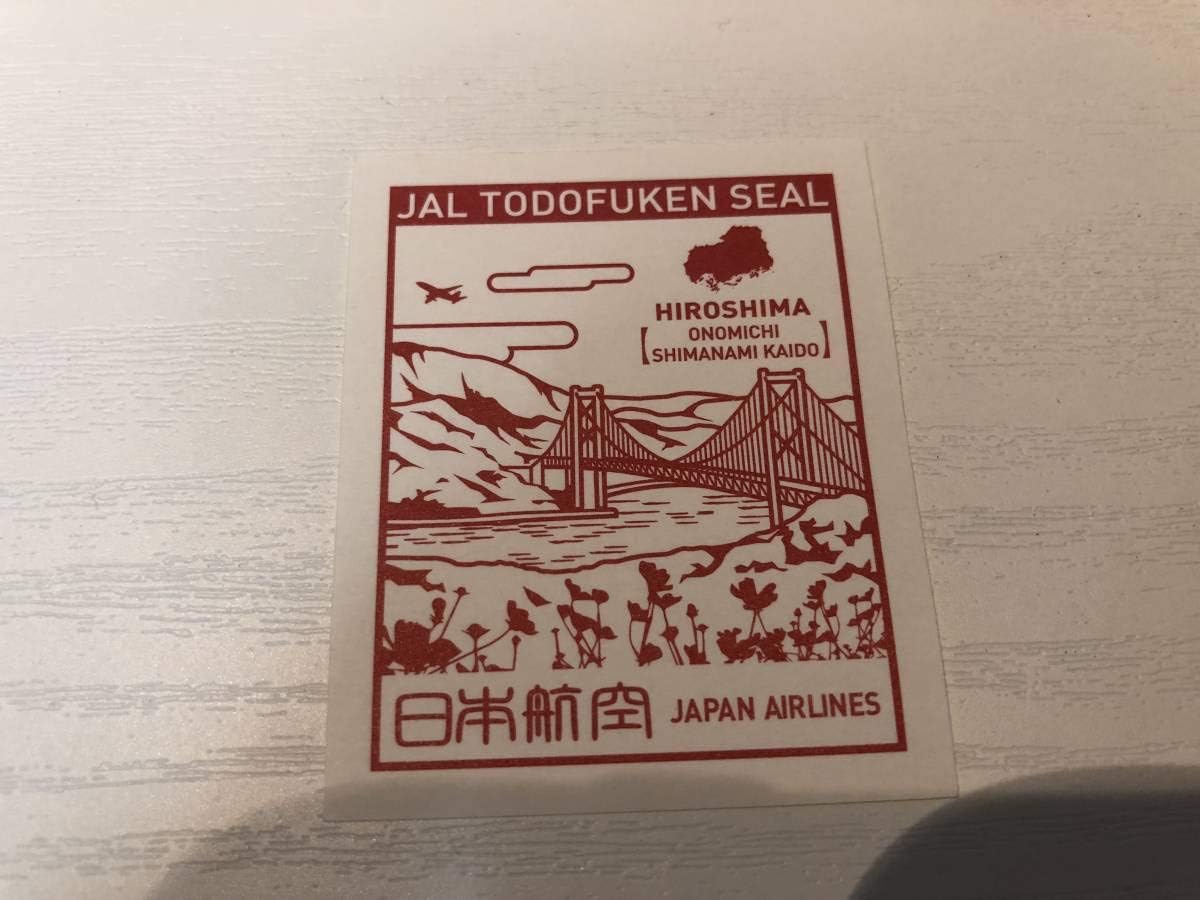 JAL TODOFUKEN SEAL
HIROSHIMA
【ONOMICHI
SHIMANAMI KAIDO】
日本航空 JAPAN AIRLINES